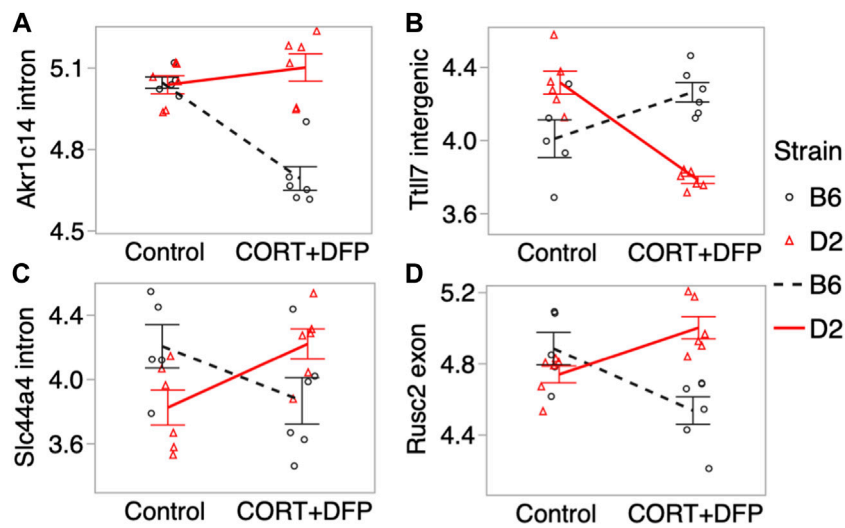 A
Akr1c14 intron
5.1
4.8
4.5
Control CORT+DFP
B
Ttll7 intergenic
4.4
4.0
3.6
Control CORT+DFP
C
Slc44a4 intron
4.4
4.0
3.6
Control CORT+DFP
D
Rusc2 exon
5.2
4.8
4.4
Control CORT+DFP
Strain
B6
D2
B6
D2